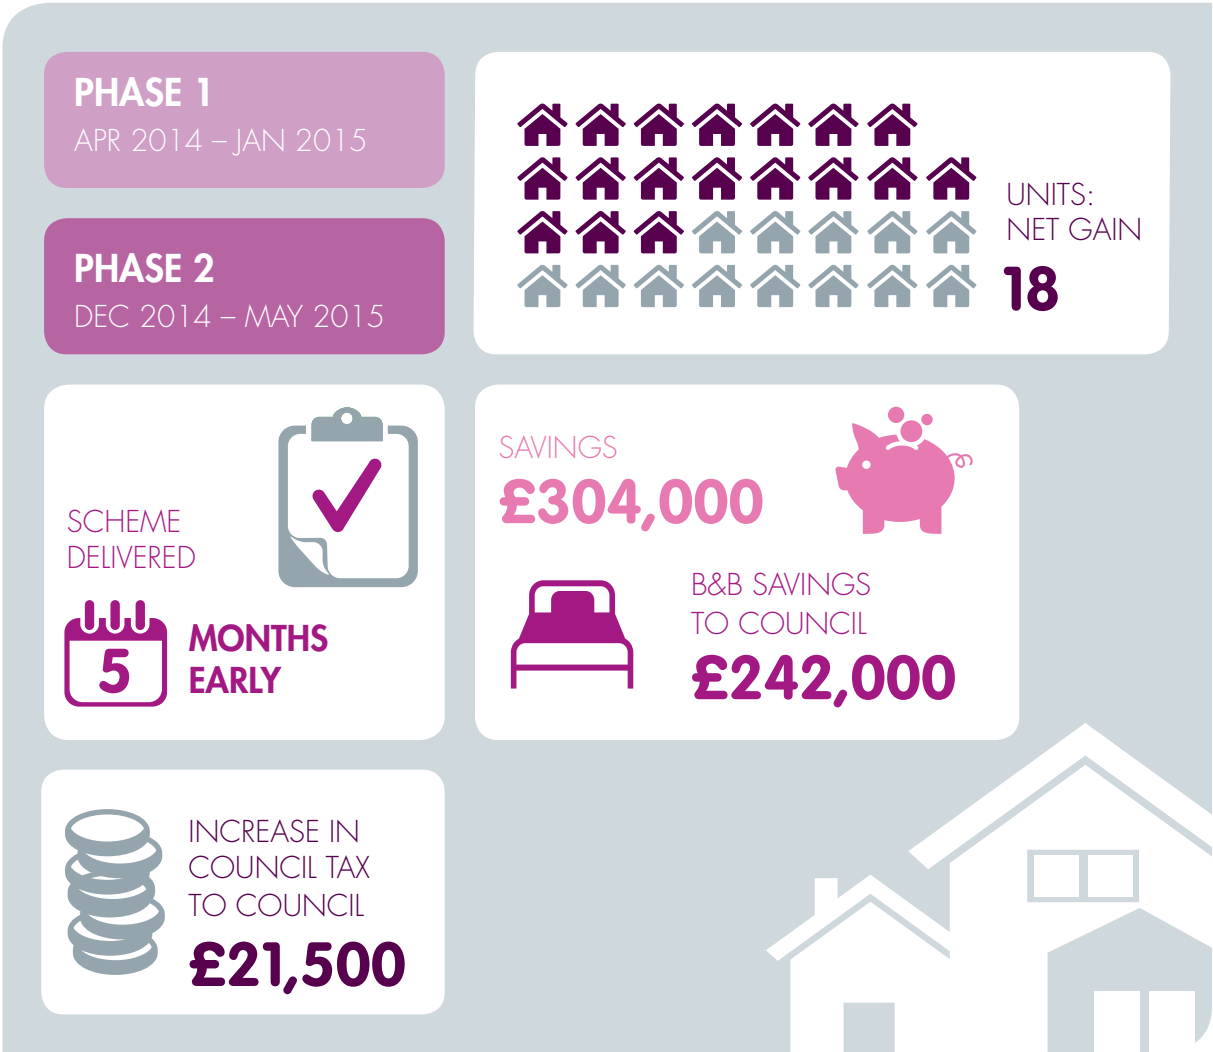 PHASE 1
APR 2014 – JAN 2015
PHASE 2
DEC 2014 – MAY 2015
UNITS:
NET GAIN
18
SCHEME
DELIVERED
5
MONTHS
EARLY
SAVINGS
£304,000
B&B SAVINGS
TO COUNCIL
£242,000
INCREASE IN
COUNCIL TAX
TO COUNCIL
£21,500